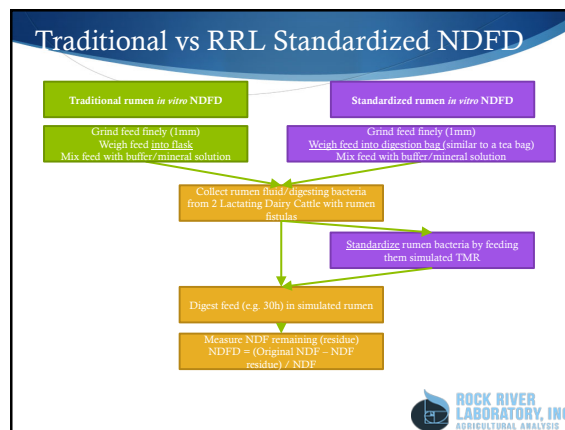 Traditional vs RRL Standardized NDFD
Traditional rumen in vitro NDFD
Standardized rumen in vitro NDFD
Grind feed finely (1mm)
Weigh feed into flask
Mix feed with buffer/mineral solution
Grind feed finely (1mm)
Weigh feed into digestion bag (similar to a tea bag)
Mix feed with buffer/mineral solution
Collect rumen fluid/digesting bacteria
from 2 Lactating Dairy Cattle with rumen
fistulas
Standardize rumen bacteria by feeding
them simulated TMR
Digest feed (e.g. 30h) in simulated rumen
Measure NDF remaining (residue)
NDFD = (Original NDF – NDF
residue) / NDF
ROCK RIVER
LABORATORY, INC
AGRICULTURAL ANALYSIS